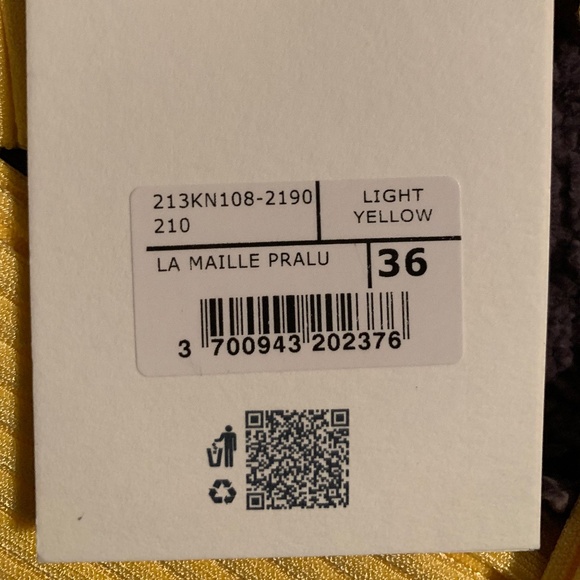 213KN108-2190
210
LIGHT
YELLOW
LA MAILLE PRALU
36
3 700943 202376